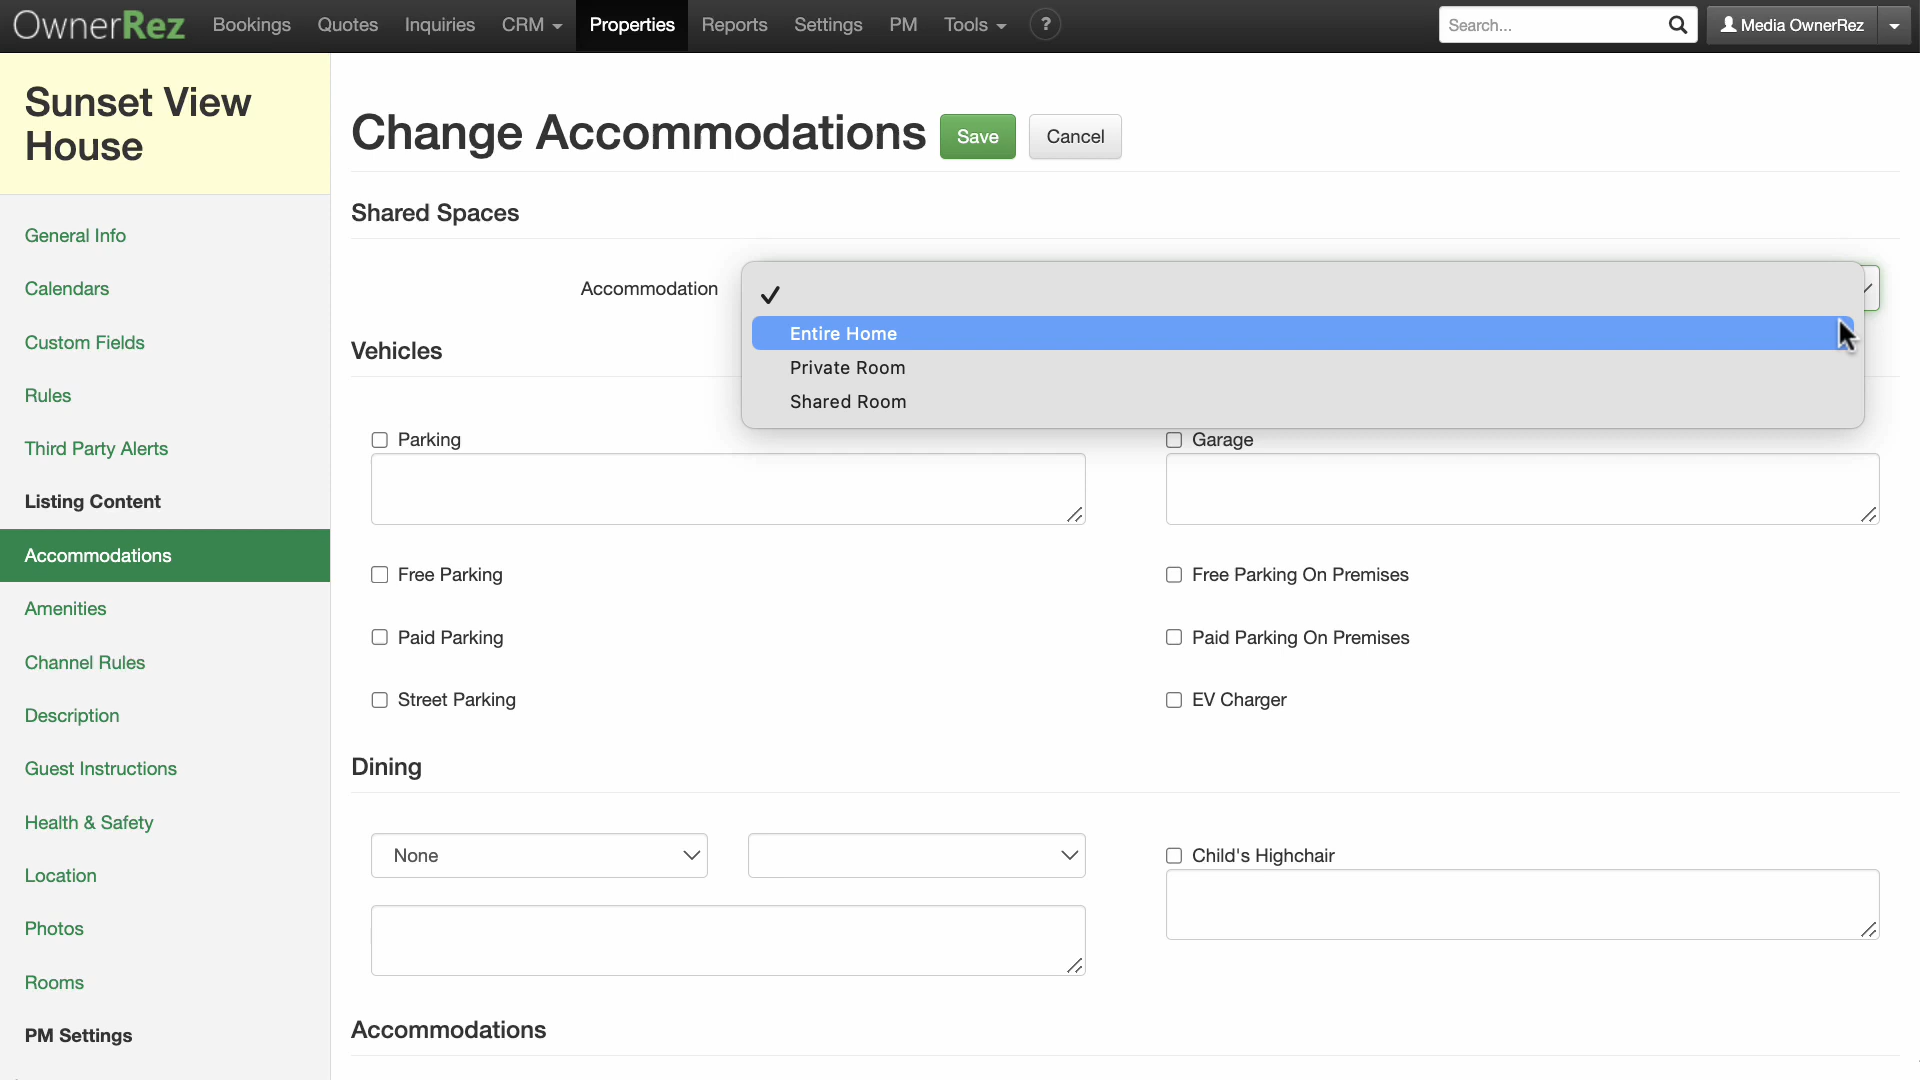 OwnerRez Bookings Quotes Inquiries CRM Properties Reports Settings PM Tools ? Search... Media OwnerRez
Sunset View
House
General Info
Calendars
Custom Fields
Rules
Third Party Alerts
Listing Content
Accommodations
Amenities
Channel Rules
Description
Guest Instructions
Health & Safety
Location
Photos
Rooms
PM Settings
Change Accommodations Save Cancel
Shared Spaces
Accommodation
Entire Home
Private Room
Shared Room
Vehicles
Parking Garage
Free Parking Free Parking On Premises
Paid Parking Paid Parking On Premises
Street Parking EV Charger
Dining
None Child's Highchair
Accommodations